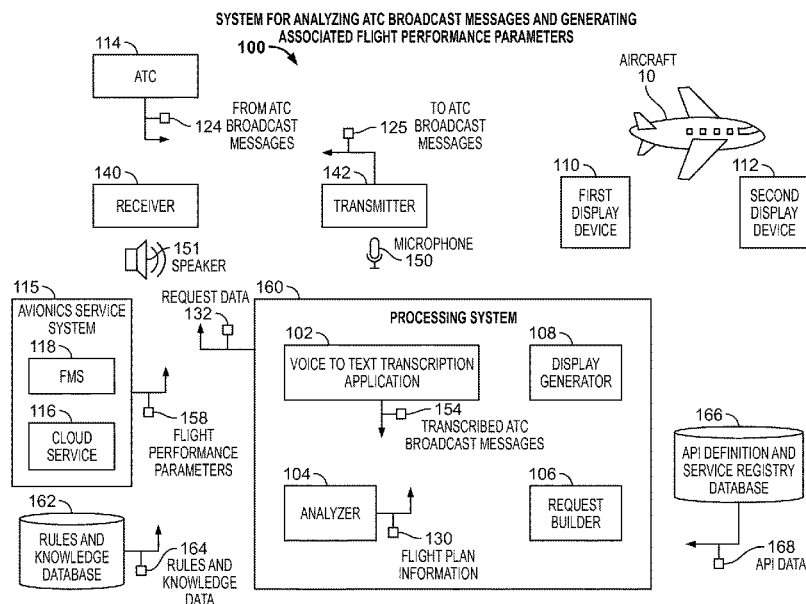 SYSTEM FOR ANALYZING ATC BROADCAST MESSAGES AND GENERATING
ASSOCIATED FLIGHT PERFORMANCE PARAMETERS
100
114
ATC
124
FROM ATC
BROADCAST
MESSAGES
125
TO ATC
BROADCAST
MESSAGES
AIRCRAFT
10
140
RECEIVER
142
TRANSMITTER
110
FIRST
DISPLAY
DEVICE
112
SECOND
DISPLAY
DEVICE
151
SPEAKER
MICROPHONE
150
115
AVIONICS SERVICE
SYSTEM
118
FMS
116
CLOUD
SERVICE
REQUEST DATA
132
158
FLIGHT
PERFORMANCE
PARAMETERS
160
PROCESSING SYSTEM
102
VOICE TO TEXT TRANSCRIPTION
APPLICATION
108
DISPLAY
GENERATOR
154
TRANSCRIBED ATC
BROADCAST MESSAGES
104
ANALYZER
106
REQUEST
BUILDER
130
FLIGHT PLAN
INFORMATION
166
API DEFINITION AND
SERVICE REGISTRY
DATABASE
168
API DATA
162
RULES AND
KNOWLEDGE
DATABASE
164
RULES AND
KNOWLEDGE
DATA